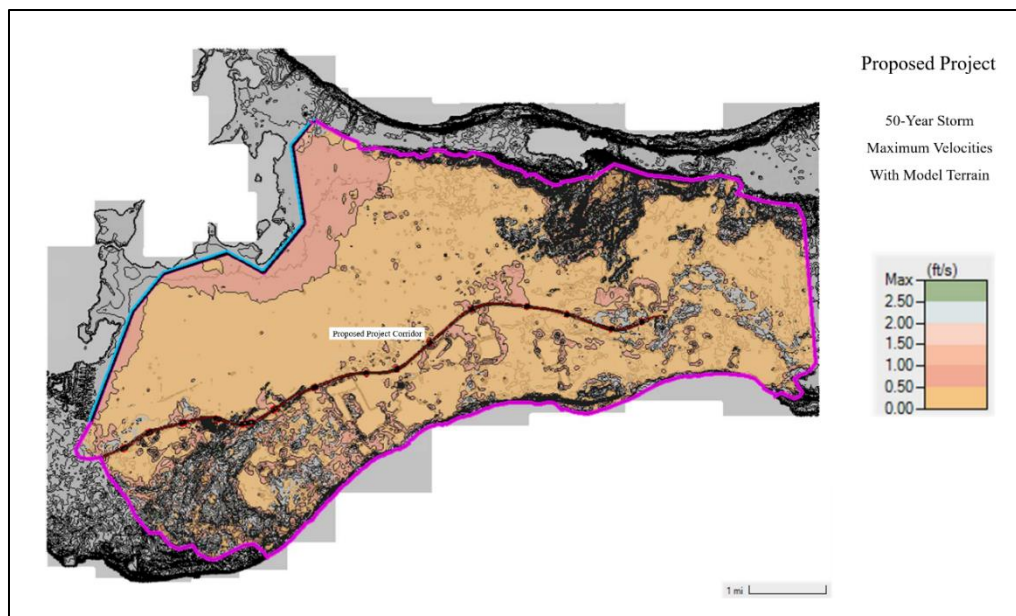 Proposed Project
50-Year Storm
Maximum Velocities
With Model Terrain
(ft/s)
Max
2.50
2.00
1.50
1.00
0.50
0.00
Proposed Project Corridor
1 mi